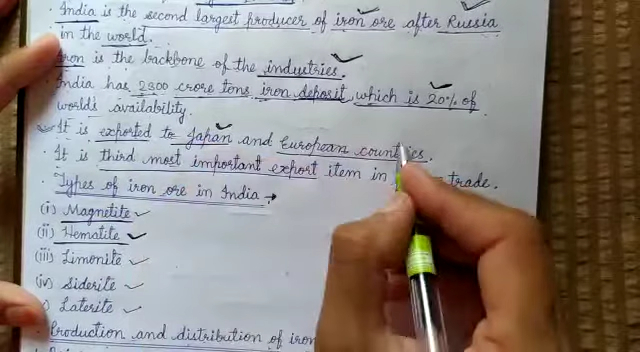 India is the second largest producer of iron ore after Russia
in the world.
Iron is the backbone of the industries.
India has 2300 crore tons iron deposit which is 20% of
world's availability.
It is exported to Japan and European countries.
It is third most important export item in trade.
Types of iron ore in India →
(i) Magnetite
(ii) Hematite
(iii) Limonite
(iv) Siderite
Laterite
Production and distribution of iron